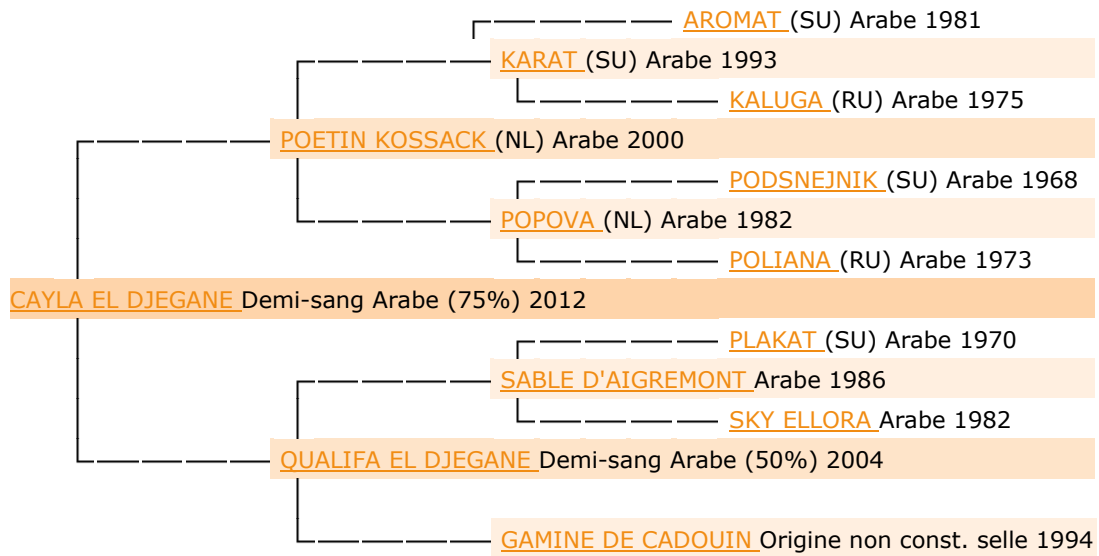 AROMAT (SU) Arabe 1981
KARAT (SU) Arabe 1993
KALUGA (RU) Arabe 1975
POETIN KOSSACK (NL) Arabe 2000
PODSNEJNIK (SU) Arabe 1968
POPOVA (NL) Arabe 1982
POLIANA (RU) Arabe 1973
CAYLA EL DJEGANE Demi-sang Arabe (75%) 2012
PLAKAT (SU) Arabe 1970
SABLE D'AIGREMONT Arabe 1986
SKY ELLORA Arabe 1982
QUALIFA EL DJEGANE Demi-sang Arabe (50%) 2004
GAMINE DE CADOUIN Origine non const. selle 1994